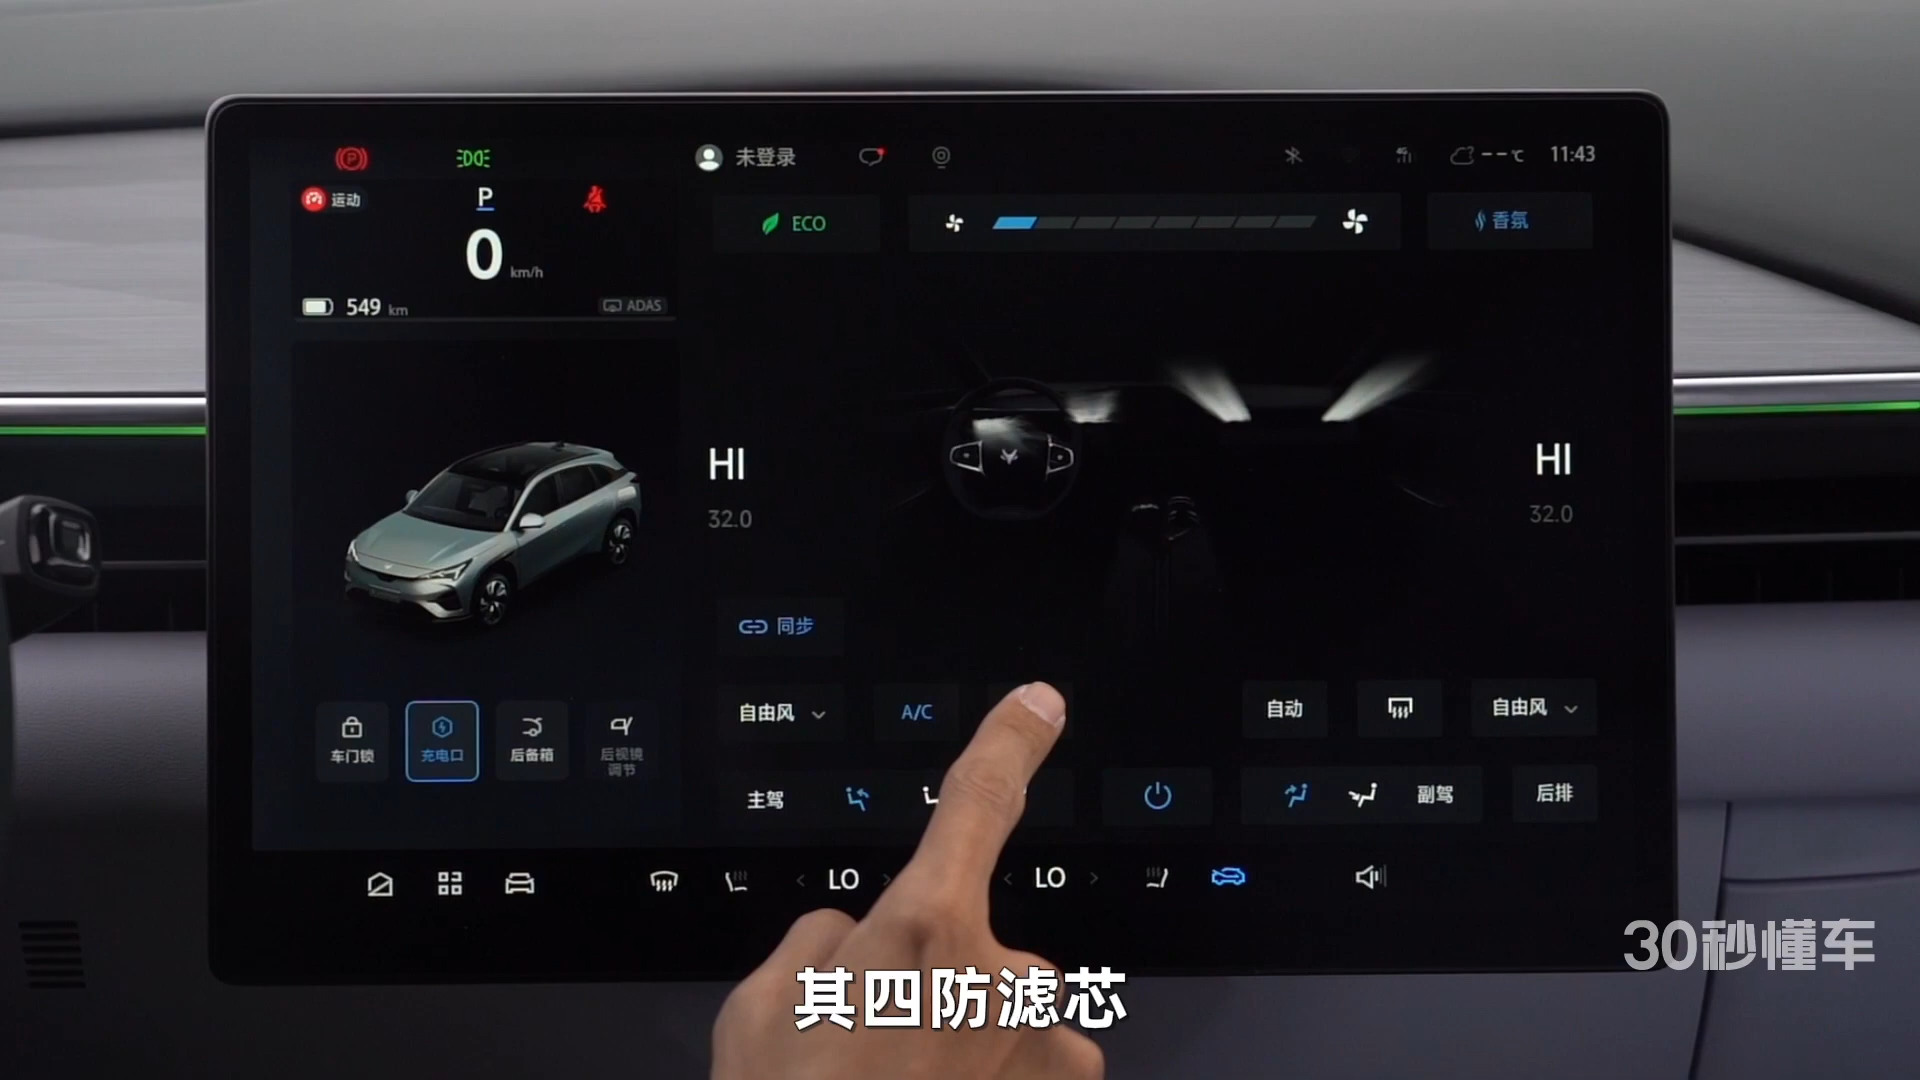 未登录
--℃
11:43
运动
P
0 km/h
ECO
香氛
549 km
ADAS
HI
32.0
HI
32.0
同步
自由风
A/C
自动
自由风
车门锁
充电口
后备箱
后视镜
调节
主驾
副驾
后排
LO
LO
30秒懂车
其四防滤芯